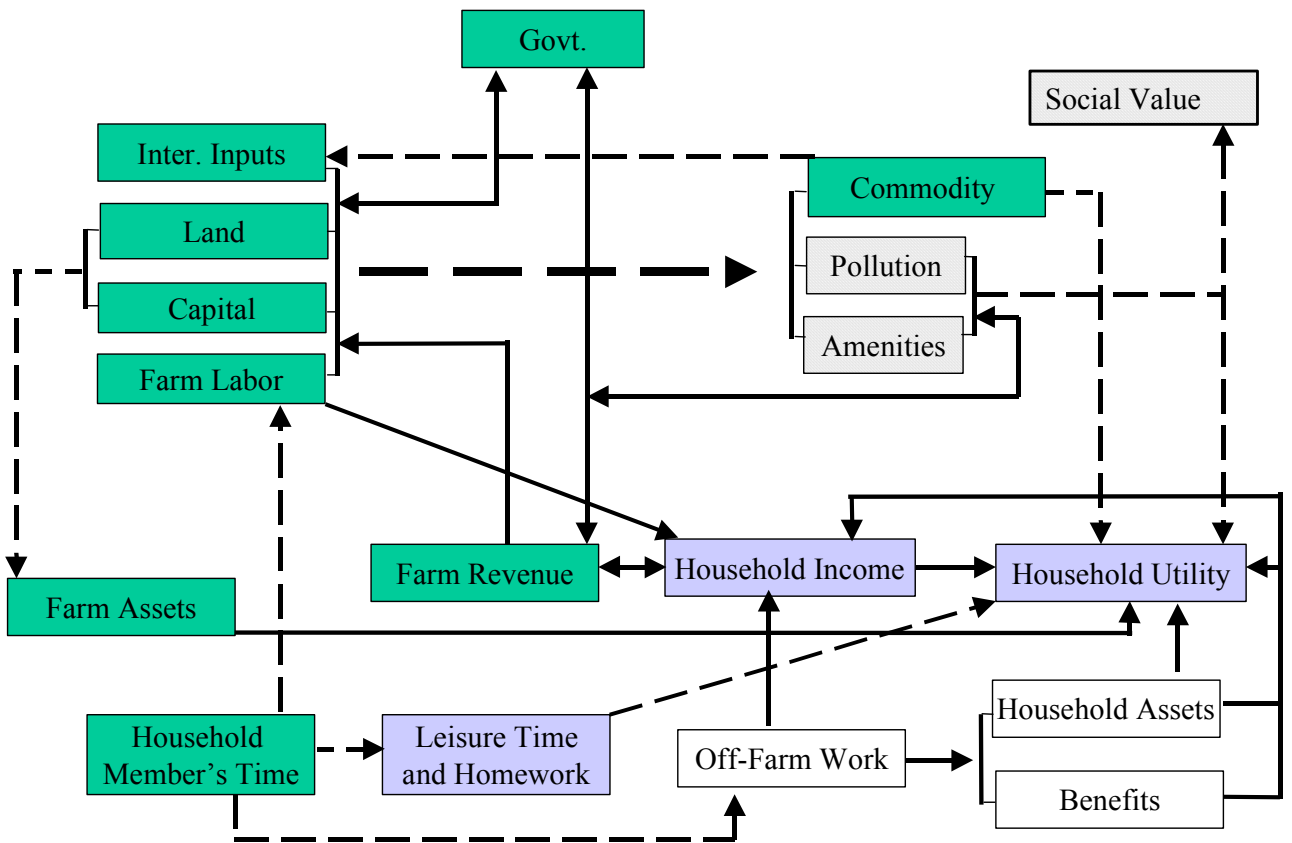 Govt.
Social Value
Inter. Inputs
Commodity
Land
Pollution
Capital
Amenities
Farm Labor
Farm Revenue
Household Income
Household Utility
Farm Assets
Household Assets
Household
Member's Time
Leisure Time
and Homework
Off-Farm Work
Benefits